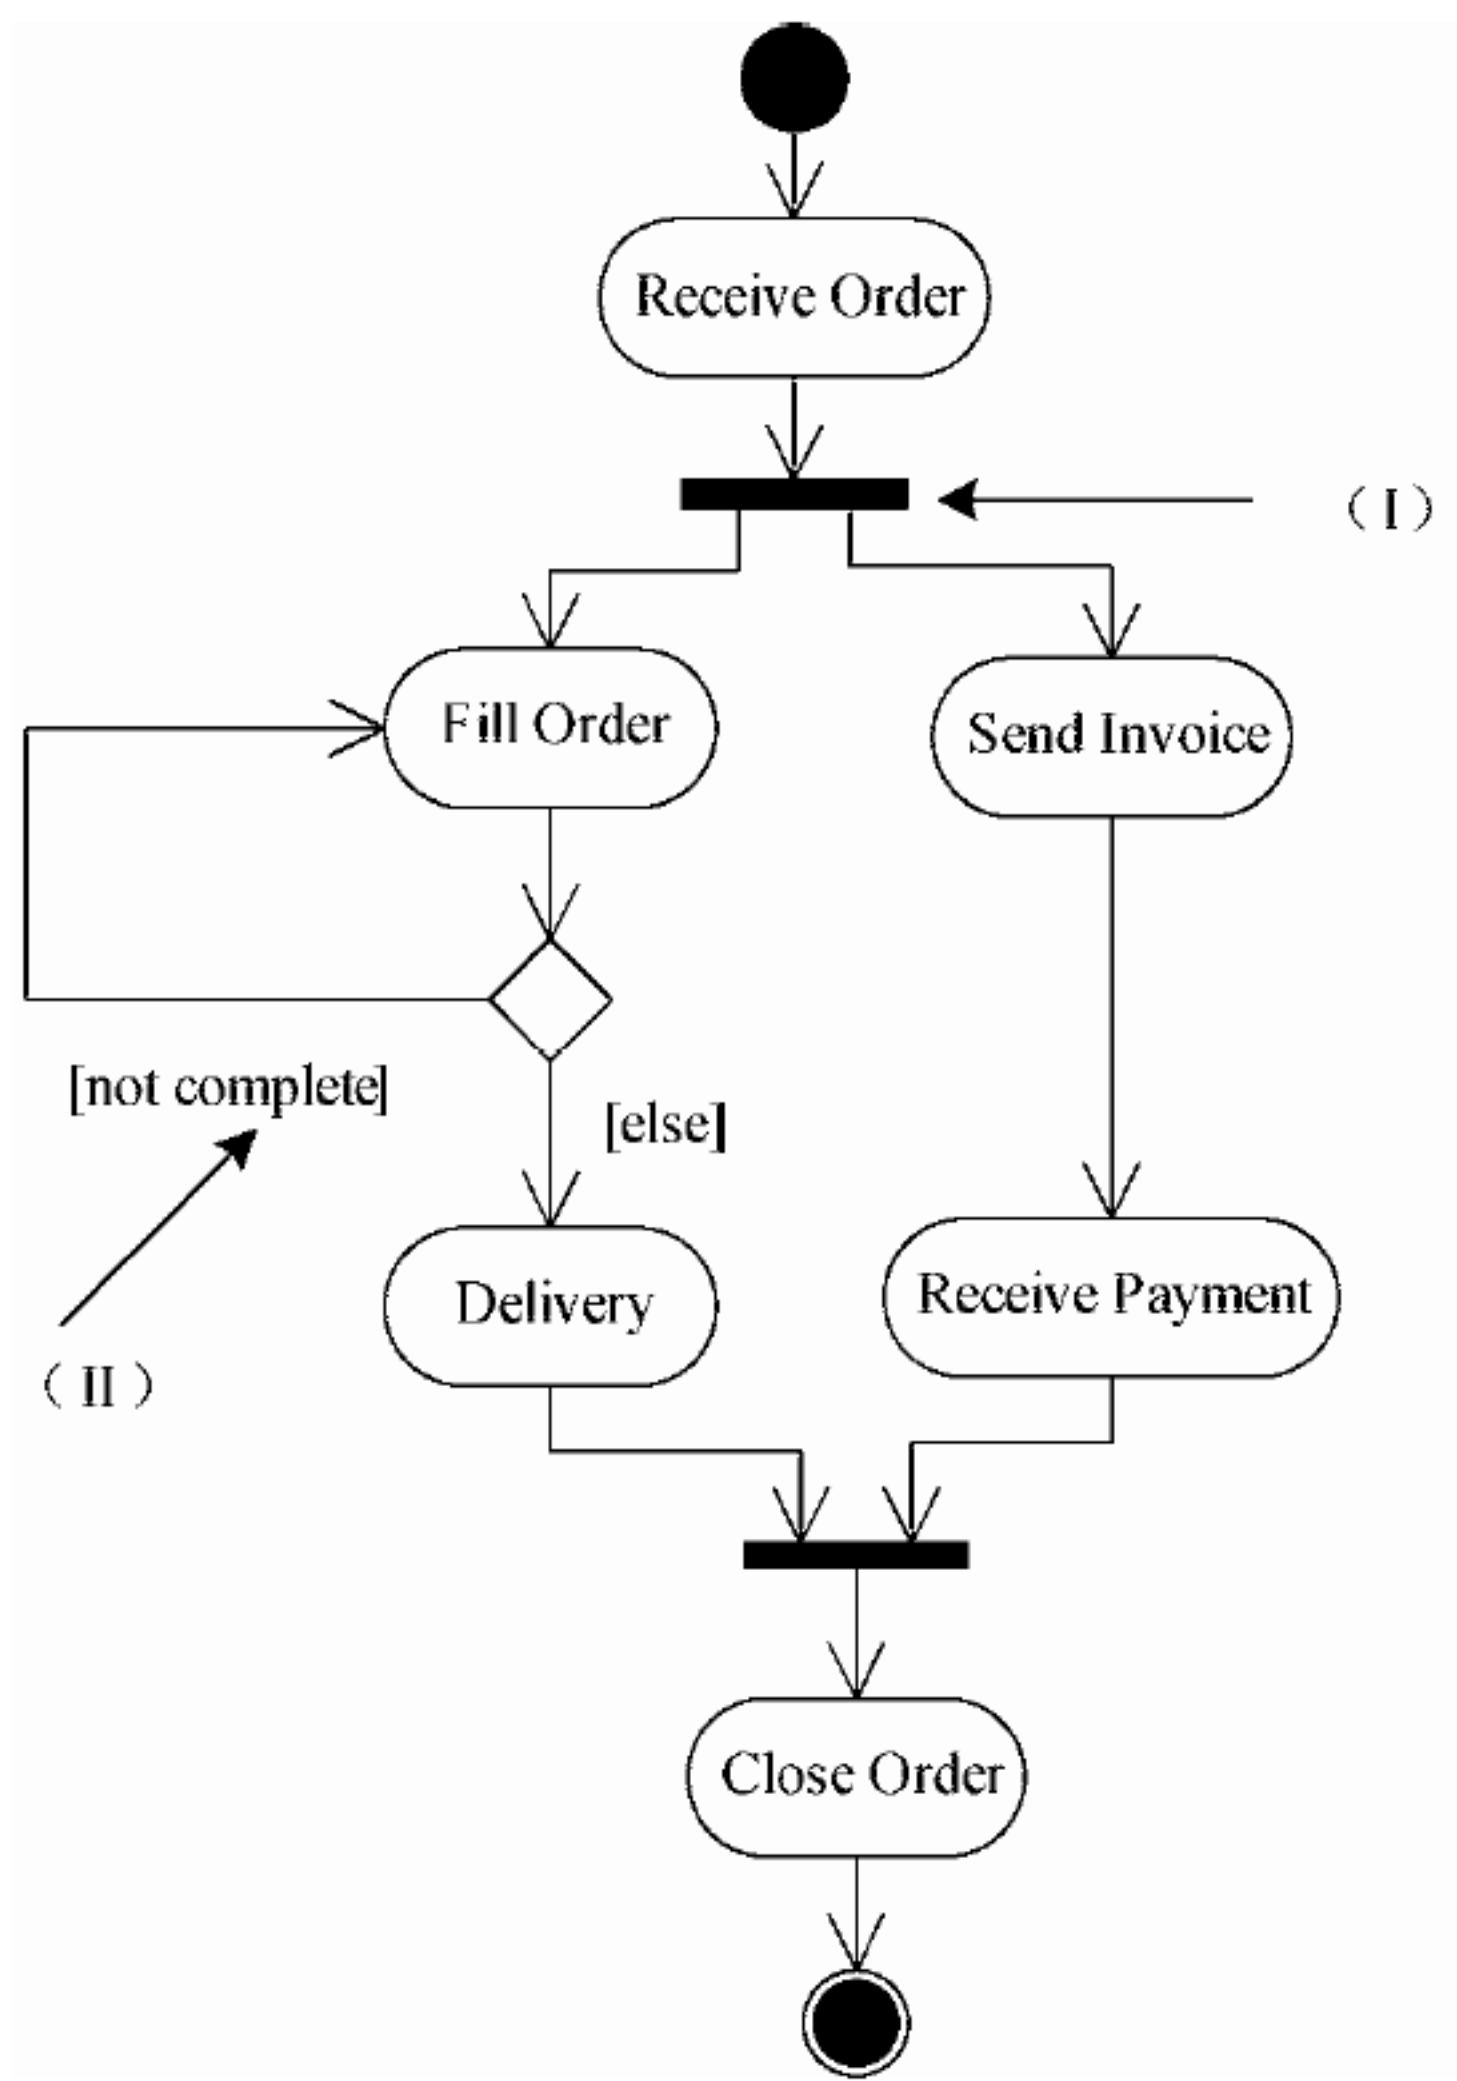 Receive Order
（I）
Fill Order
Send Invoice
[not complete]
[else]
Delivery
Receive Payment
（II）
Close Order